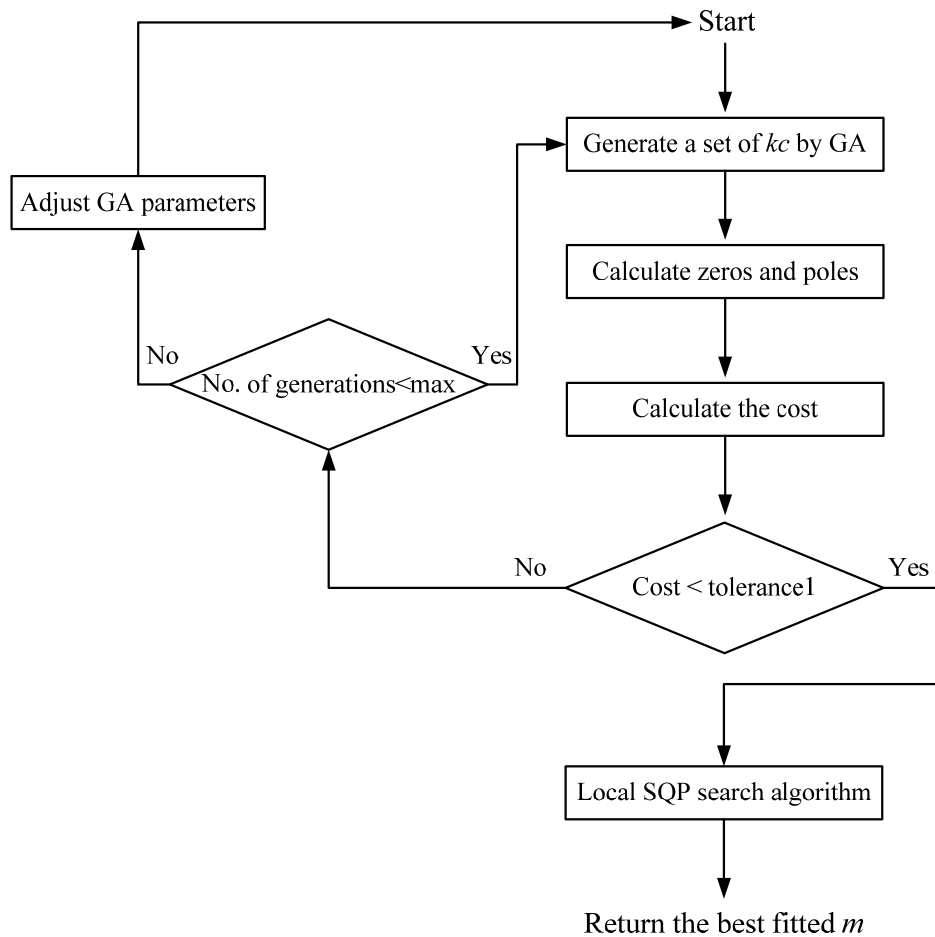 Start
Generate a set of kc by GA
Adjust GA parameters
Calculate zeros and poles
No
Yes
No. of generations<max
Calculate the cost
No
Yes
Cost < tolerance1
Local SQP search algorithm
Return the best fitted m